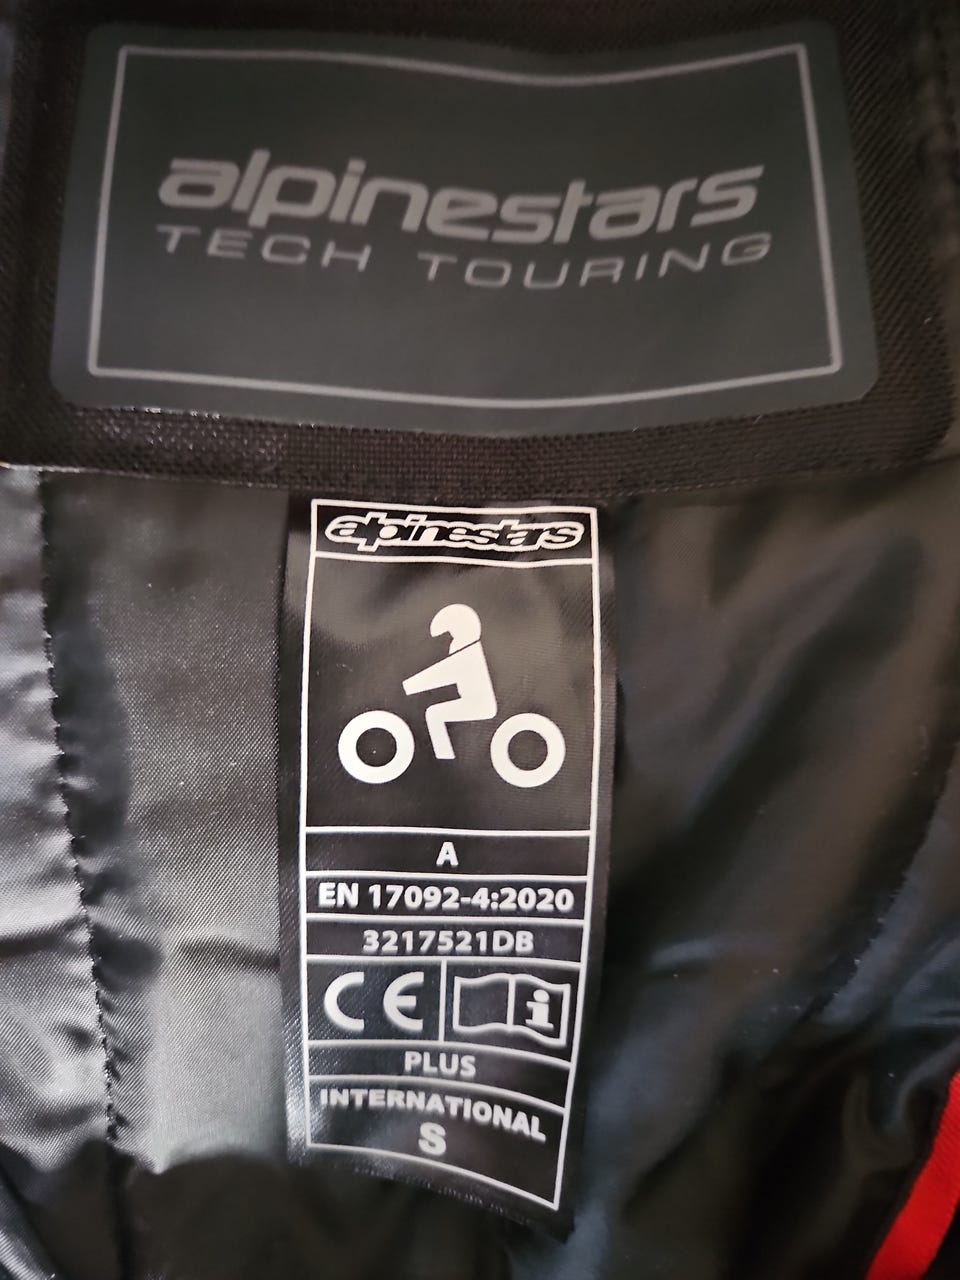 alpinestars
TECH TOURING
alpinestars
A
EN 17092-4:2020
3217521DB
CE i
PLUS
INTERNATIONAL
S